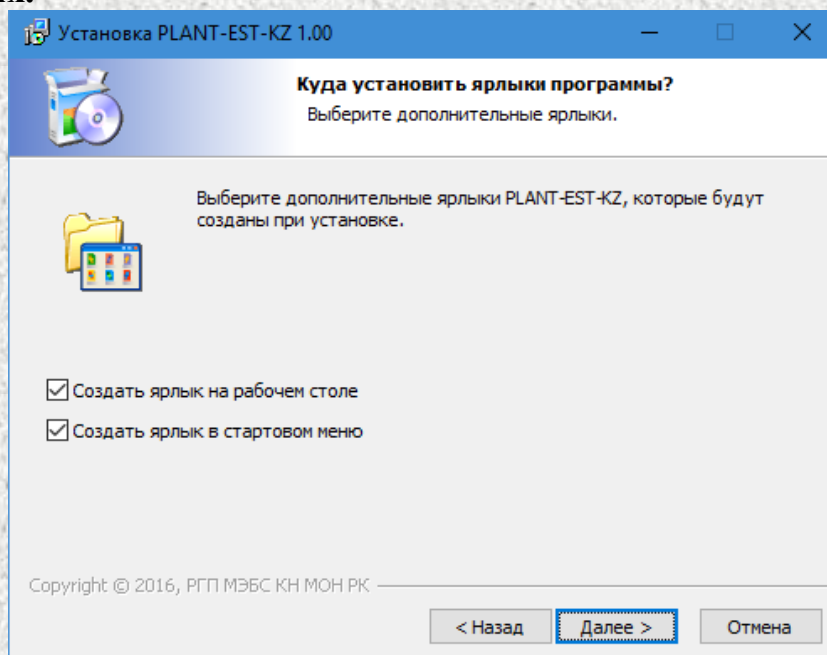 Установка PLANT-EST-KZ 1.00
Куда установить ярлыки программы?
Выберите дополнительные ярлыки.
Выберите дополнительные ярлыки PLANT-EST-KZ, которые будут
созданы при установке.
Создать ярлык на рабочем столе
Создать ярлык в стартовом меню
Copyright © 2016, РГП МЭБС КН МОН РК
< Назад
Далее >
Отмена